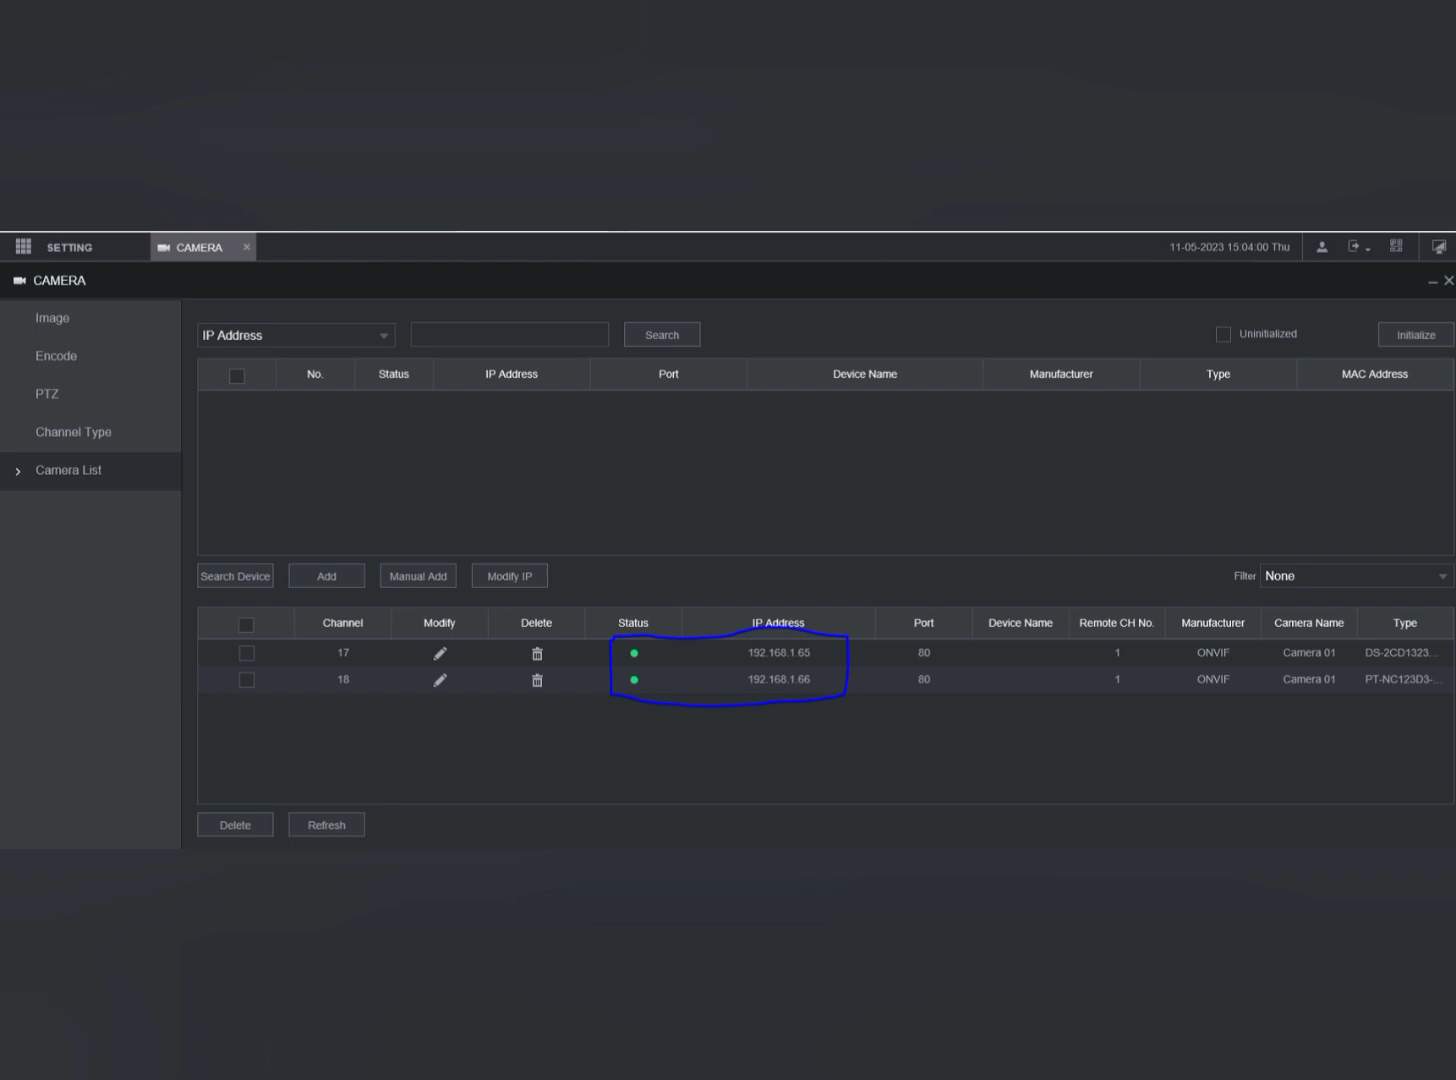 SETTING CAMERA 11-05-2023 15:04:00 Thu
CAMERA
Image
Encode
PTZ
Channel Type
Camera List
IP Address Search Uninitialized Initialize
No. Status IP Address Port Device Name Manufacturer Type MAC Address
Search Device Add Manual Add Modify IP Filter None
Channel Modify Delete Status IP Address Port Device Name Remote CH No. Manufacturer Camera Name Type
17 192.168.1.65 80 1 ONVIF Camera 01 DS-2CD1323...
18 192.168.1.66 80 1 ONVIF Camera 01 PT-NC123D3-...
Delete Refresh